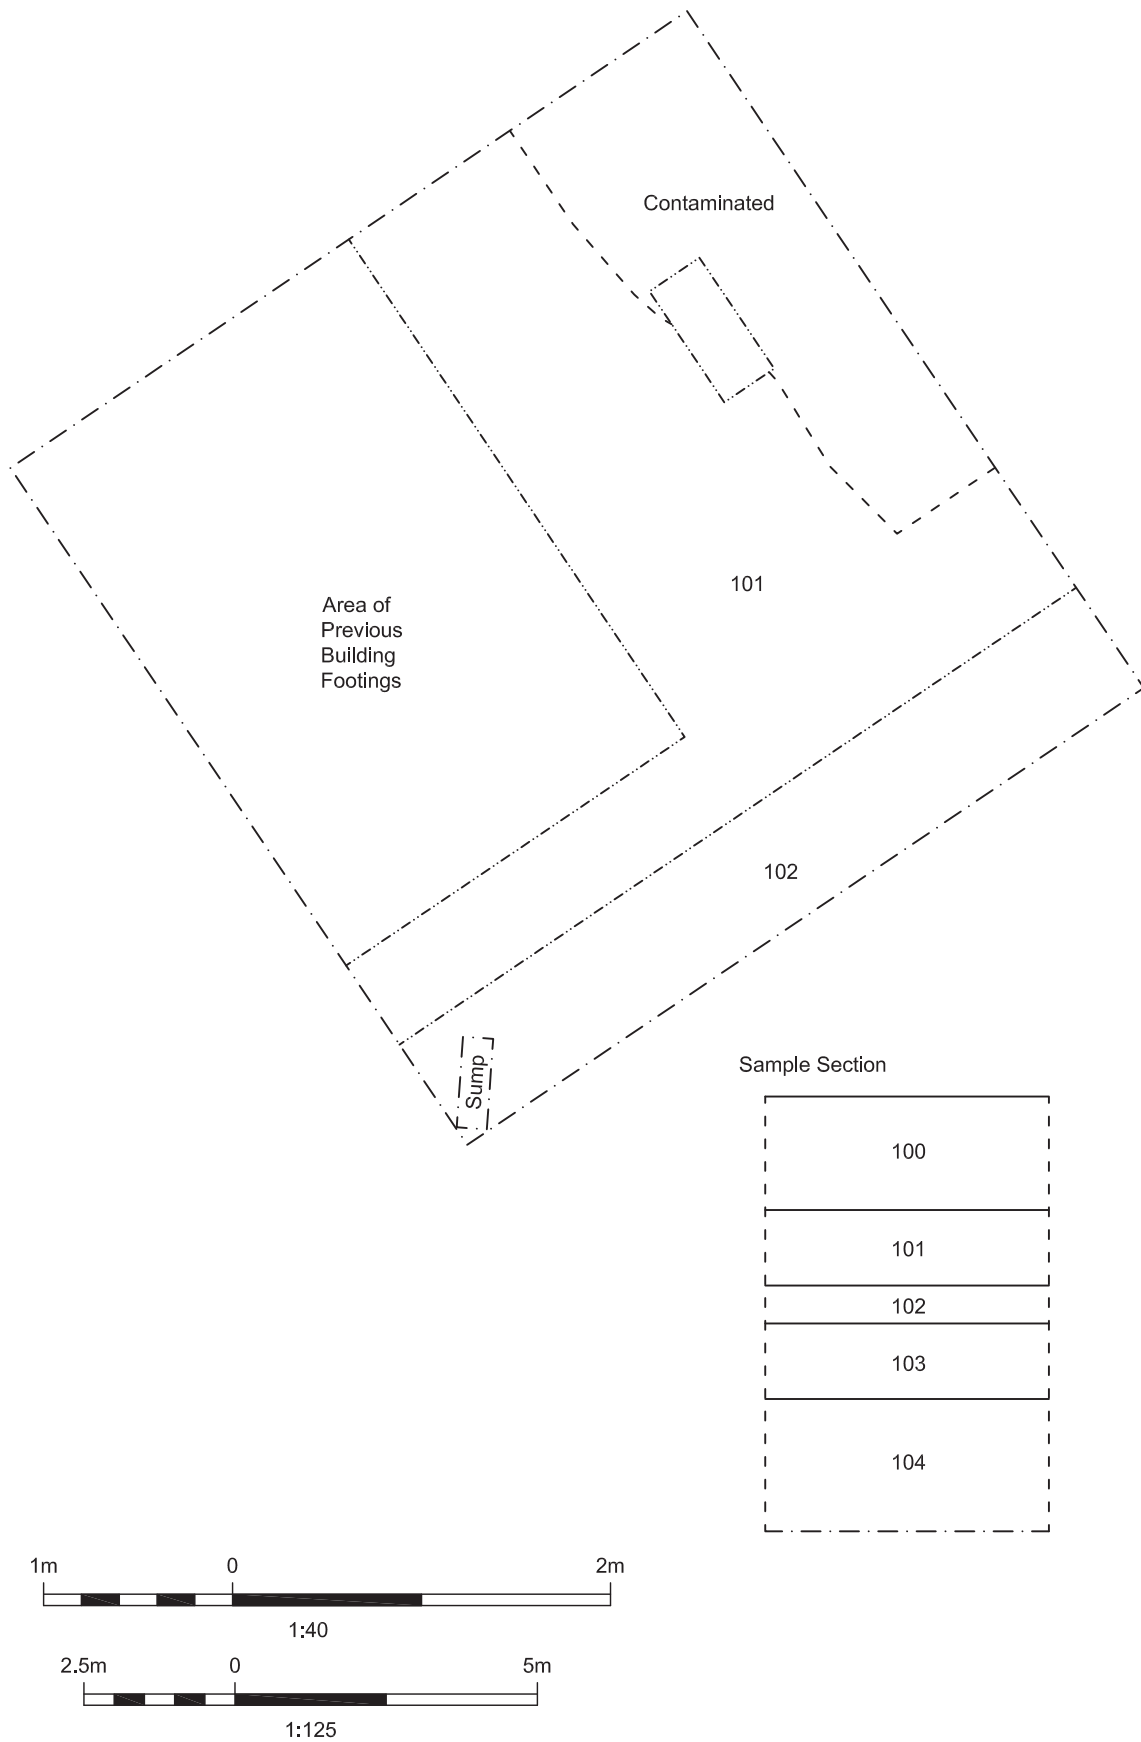 Contaminated
101
Area of
Previous
Building
Footings
102
Sump
Sample Section
100
101
102
103
104
1m 0 2m
1:40
2.5m 0 5m
1:125